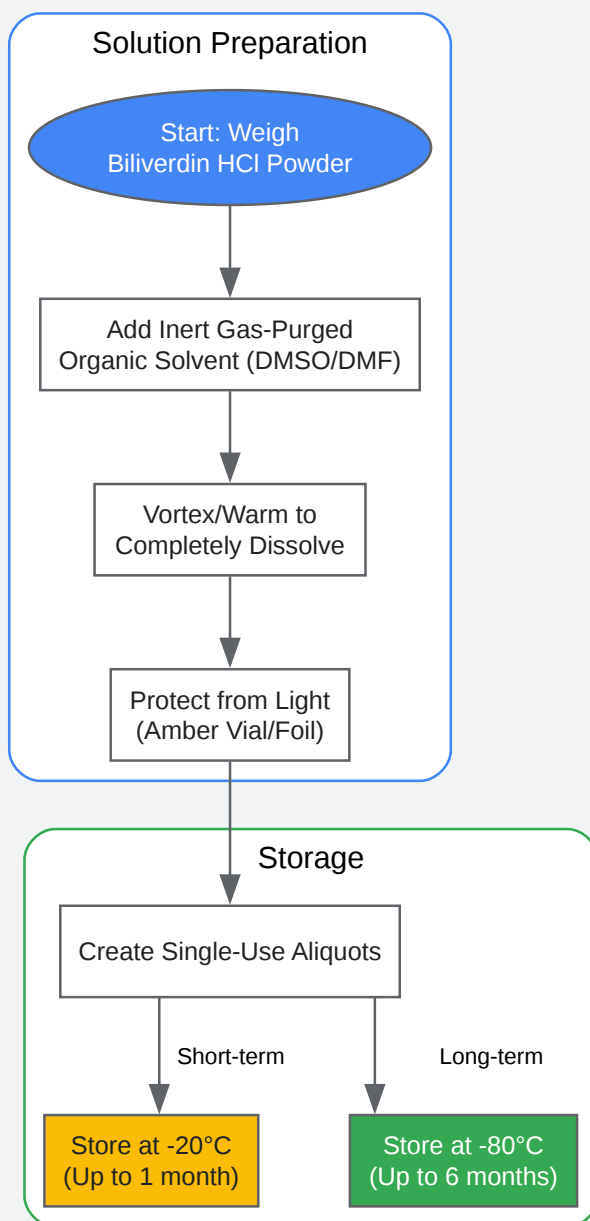 Solution Preparation
Start: Weigh
Biliverdin HCl Powder
Add Inert Gas-Purged
Organic Solvent (DMSO/DMF)
Vortex/Warm to
Completely Dissolve
Protect from Light
(Amber Vial/Foil)
Storage
Create Single-Use Aliquots
Short-term
Long-term
Store at -20°C
(Up to 1 month)
Store at -80°C
(Up to 6 months)